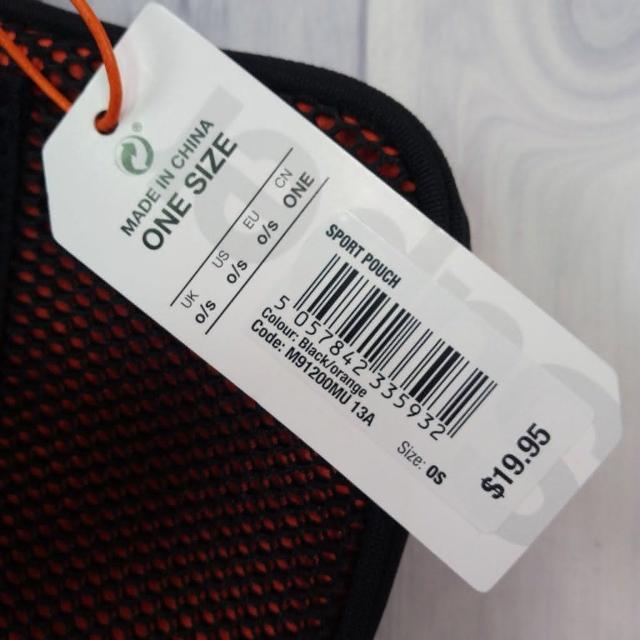 MADE IN CHINA
ONE SIZE
UK US EU CN
O/S O/S O/S ONE
SPORT POUCH
5 057842 335932
Colour: Black/orange
Code: M91200MU 13A
Size: OS
$19.95